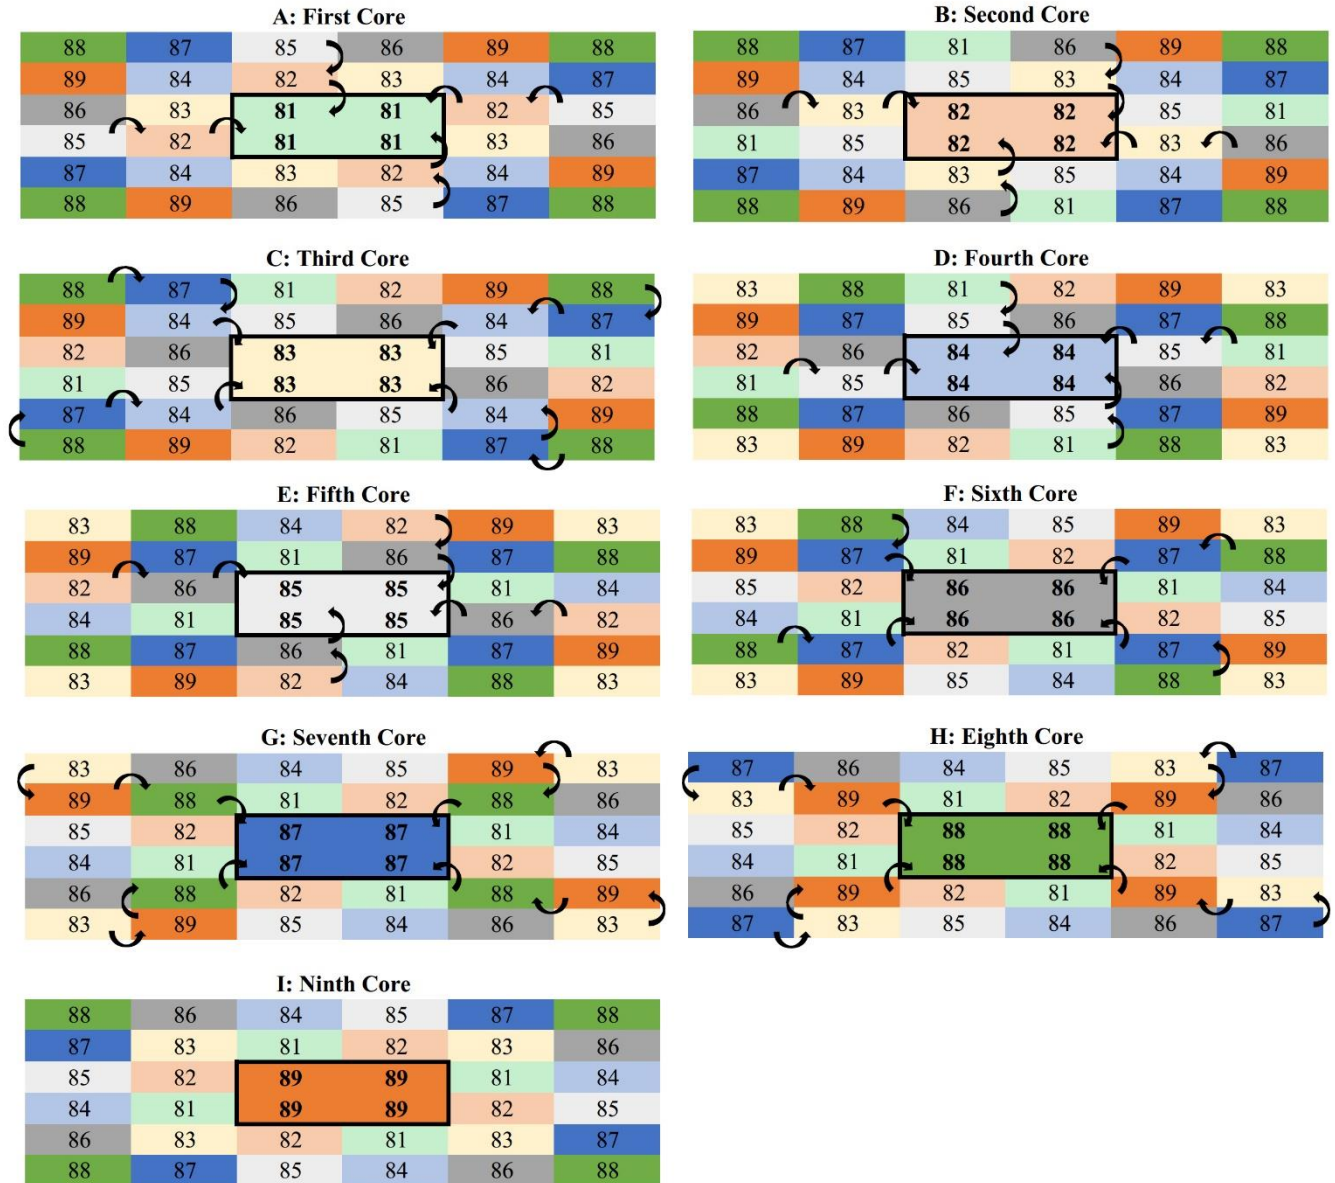 A: First Core
88 87 85 86 89 88
89 84 82 83 84 87
86 83 81 81 82 85
85 82 81 81 83 86
87 84 83 82 84 89
88 89 86 85 87 88
B: Second Core
88 87 81 86 89 88
89 84 85 83 84 87
86 83 82 82 85 81
81 85 82 82 83 86
87 84 83 85 84 89
88 89 86 81 87 88
C: Third Core
88 87 81 82 89 88
89 84 85 86 84 87
82 86 83 83 85 81
81 85 83 83 86 82
87 84 86 85 84 89
88 89 82 81 87 88
D: Fourth Core
83 88 81 82 89 83
89 87 85 86 87 88
82 86 84 84 85 81
81 85 84 84 86 82
88 87 86 85 87 89
83 89 82 81 88 83
E: Fifth Core
83 88 84 82 89 83
89 87 81 86 87 88
82 86 85 85 81 84
84 81 85 85 86 82
88 87 86 81 87 89
83 89 82 84 88 83
F: Sixth Core
83 88 84 85 89 83
89 87 81 82 87 88
85 82 86 86 81 84
84 81 86 86 82 85
88 87 82 81 87 89
83 89 85 84 88 83
G: Seventh Core
83 86 84 85 89 83
89 88 81 82 88 86
85 82 87 87 81 84
84 81 87 87 82 85
86 88 82 81 88 89
83 89 85 84 86 83
H: Eighth Core
87 86 84 85 83 87
83 89 81 82 89 86
85 82 88 88 81 84
84 81 88 88 82 85
86 89 82 81 89 83
87 83 85 84 86 87
I: Ninth Core
88 86 84 85 87 88
87 83 81 82 83 86
85 82 89 89 81 84
84 81 89 89 82 85
86 83 82 81 83 87
88 87 85 84 86 88